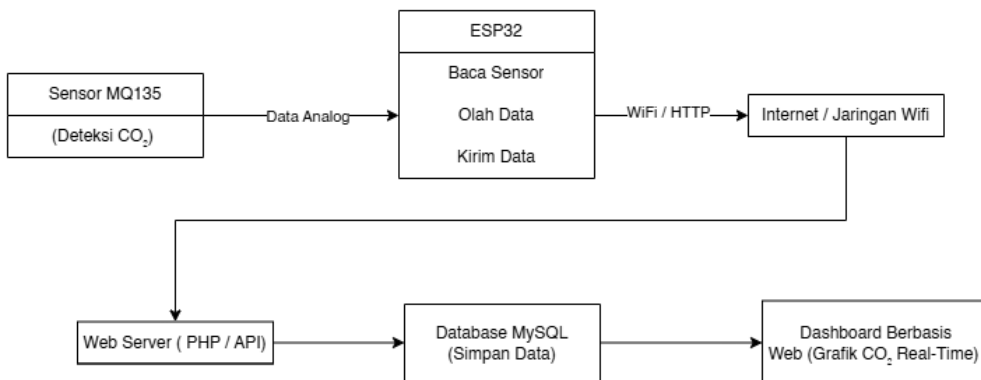 Sensor MQ135
(Deteksi CO₂)
Data Analog
ESP32
Baca Sensor
Olah Data
Kirim Data
WiFi / HTTP
Internet / Jaringan Wifi
Web Server ( PHP / API)
Database MySQL
(Simpan Data)
Dashboard Berbasis
Web (Grafik CO₂ Real-Time)